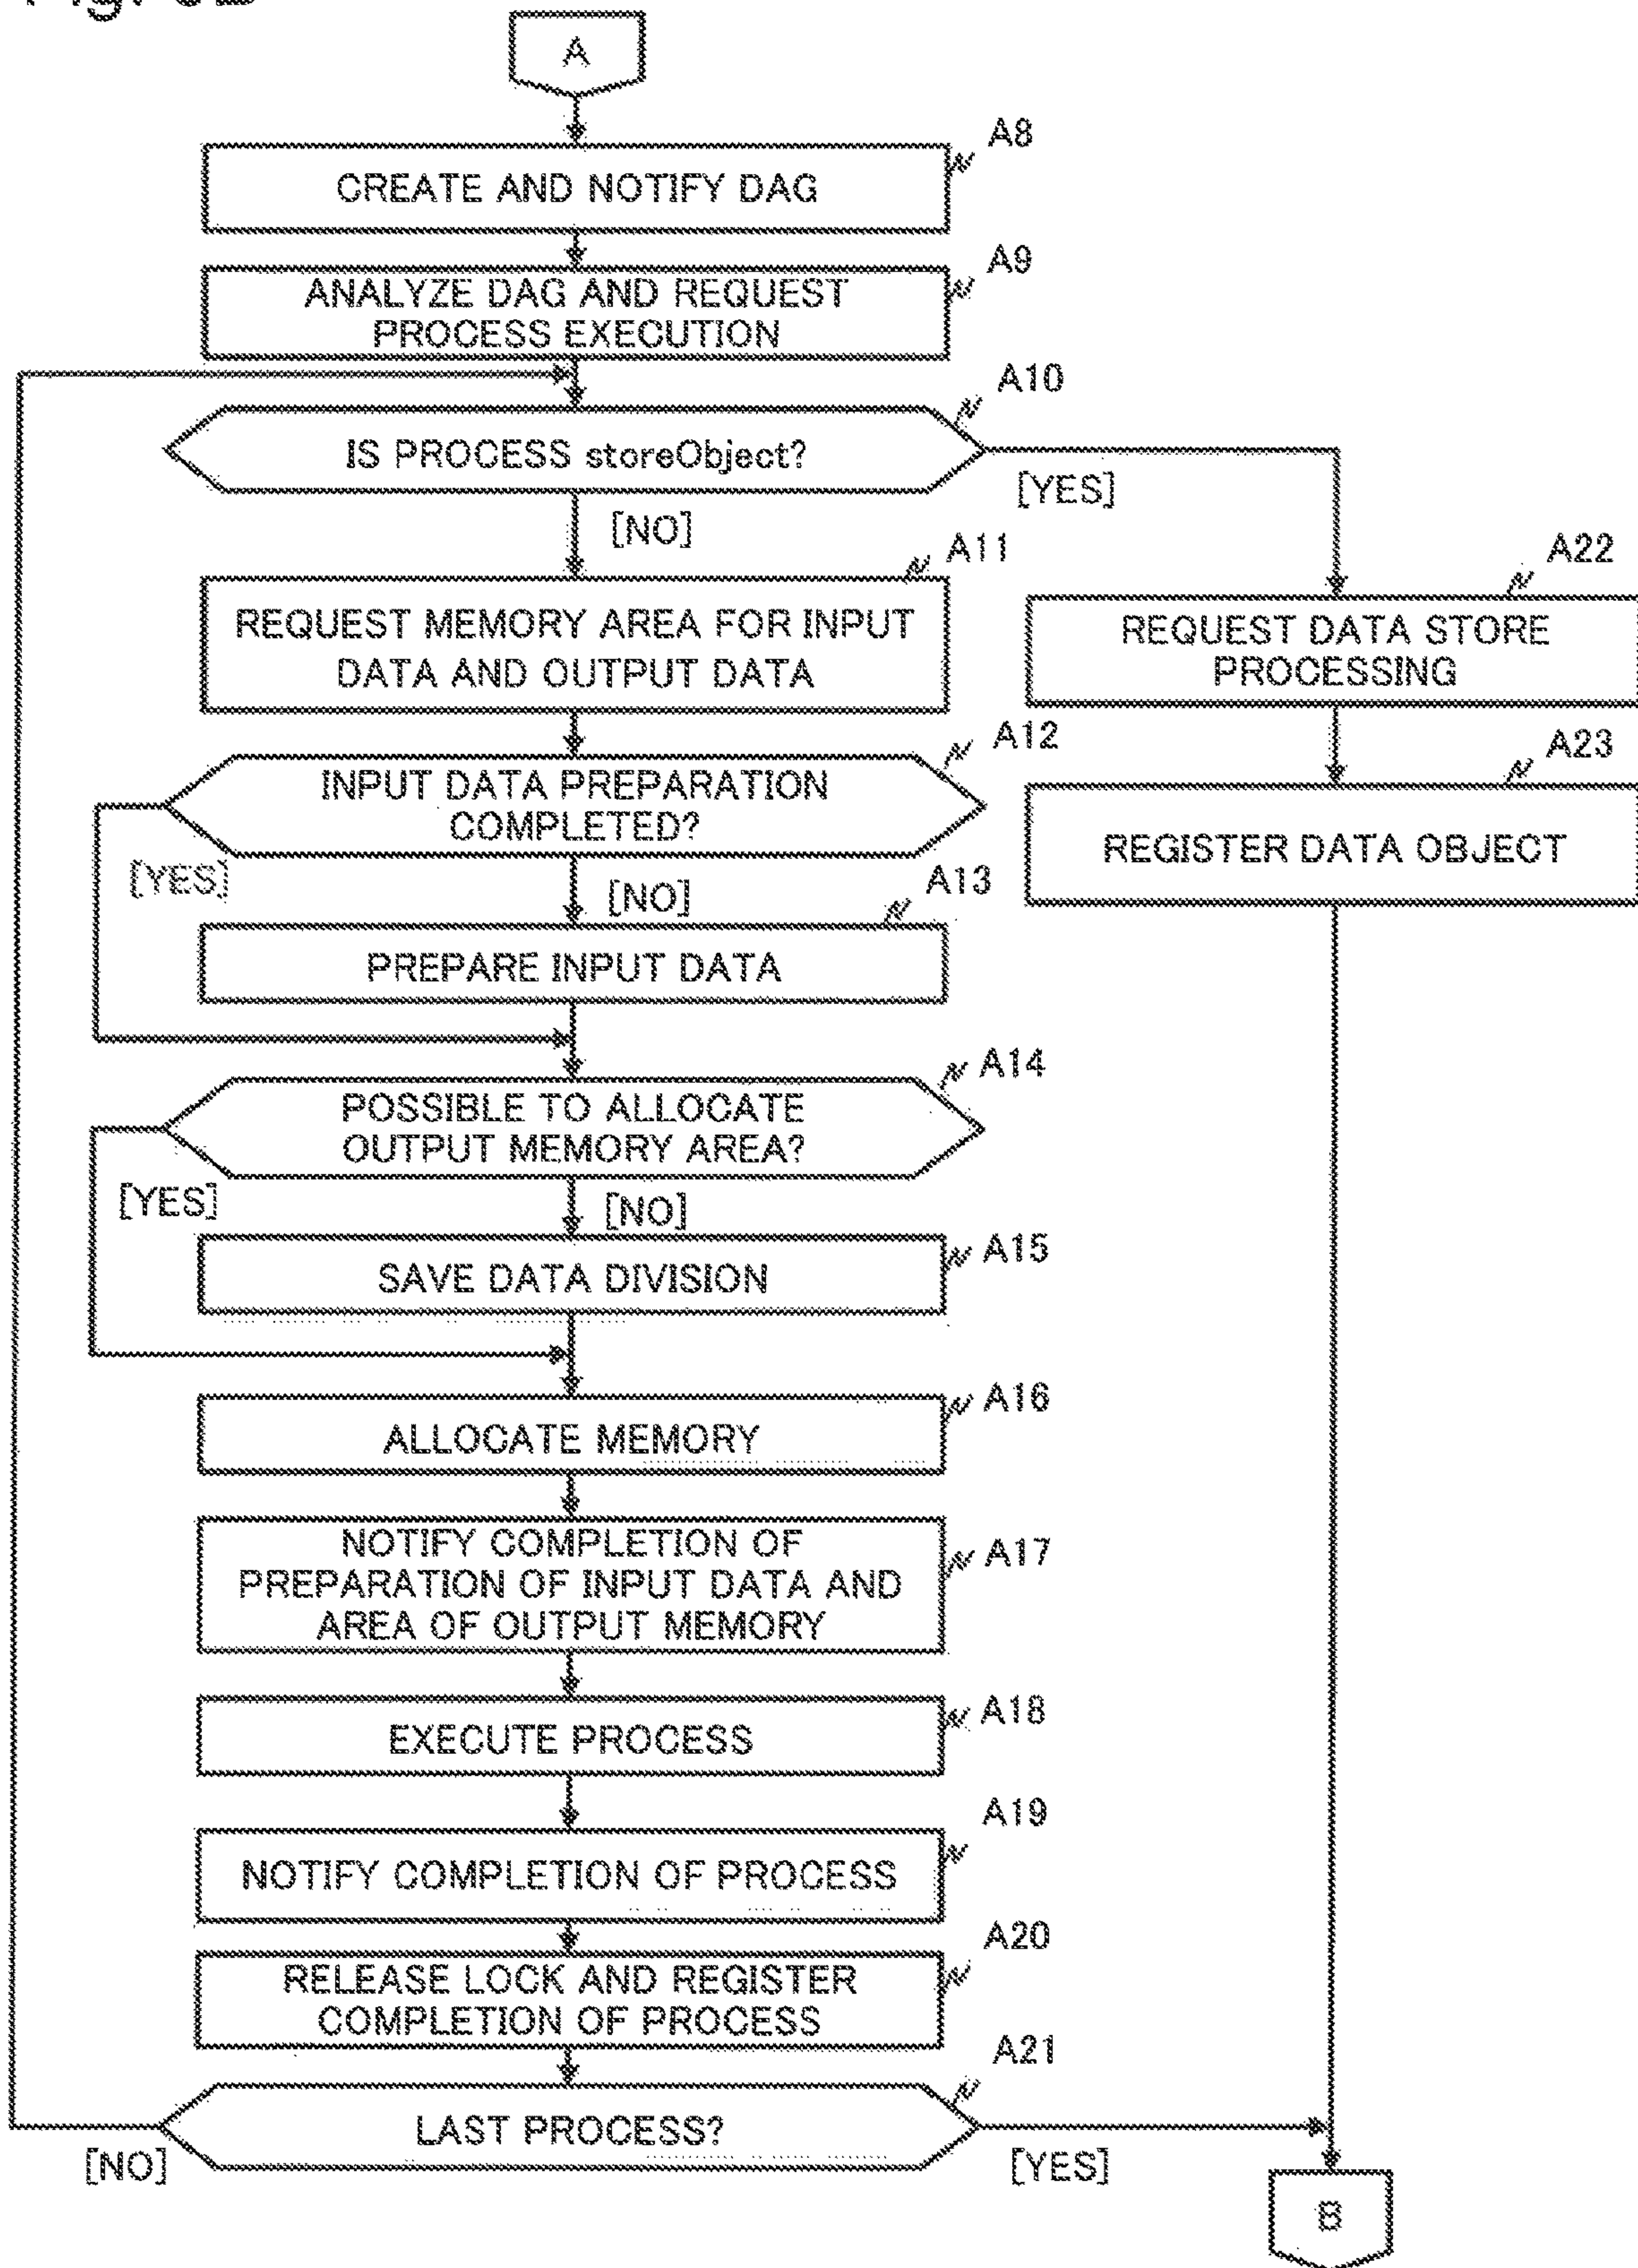 A
A8
CREATE AND NOTIFY DAG
A9
ANALYZE DAG AND REQUEST
PROCESS EXECUTION
A10
IS PROCESS storeObject?
[YES]
[NO]
A11
REQUEST MEMORY AREA FOR INPUT
DATA AND OUTPUT DATA
A22
REQUEST DATA STORE
PROCESSING
A12
INPUT DATA PREPARATION
COMPLETED?
A23
REGISTER DATA OBJECT
[YES]
[NO]
A13
PREPARE INPUT DATA
A14
POSSIBLE TO ALLOCATE
OUTPUT MEMORY AREA?
[YES]
[NO]
A15
SAVE DATA DIVISION
A16
ALLOCATE MEMORY
A17
NOTIFY COMPLETION OF
PREPARATION OF INPUT DATA AND
AREA OF OUTPUT MEMORY
A18
EXECUTE PROCESS
A19
NOTIFY COMPLETION OF PROCESS
A20
RELEASE LOCK AND REGISTER
COMPLETION OF PROCESS
A21
LAST PROCESS?
[NO]
[YES]
B